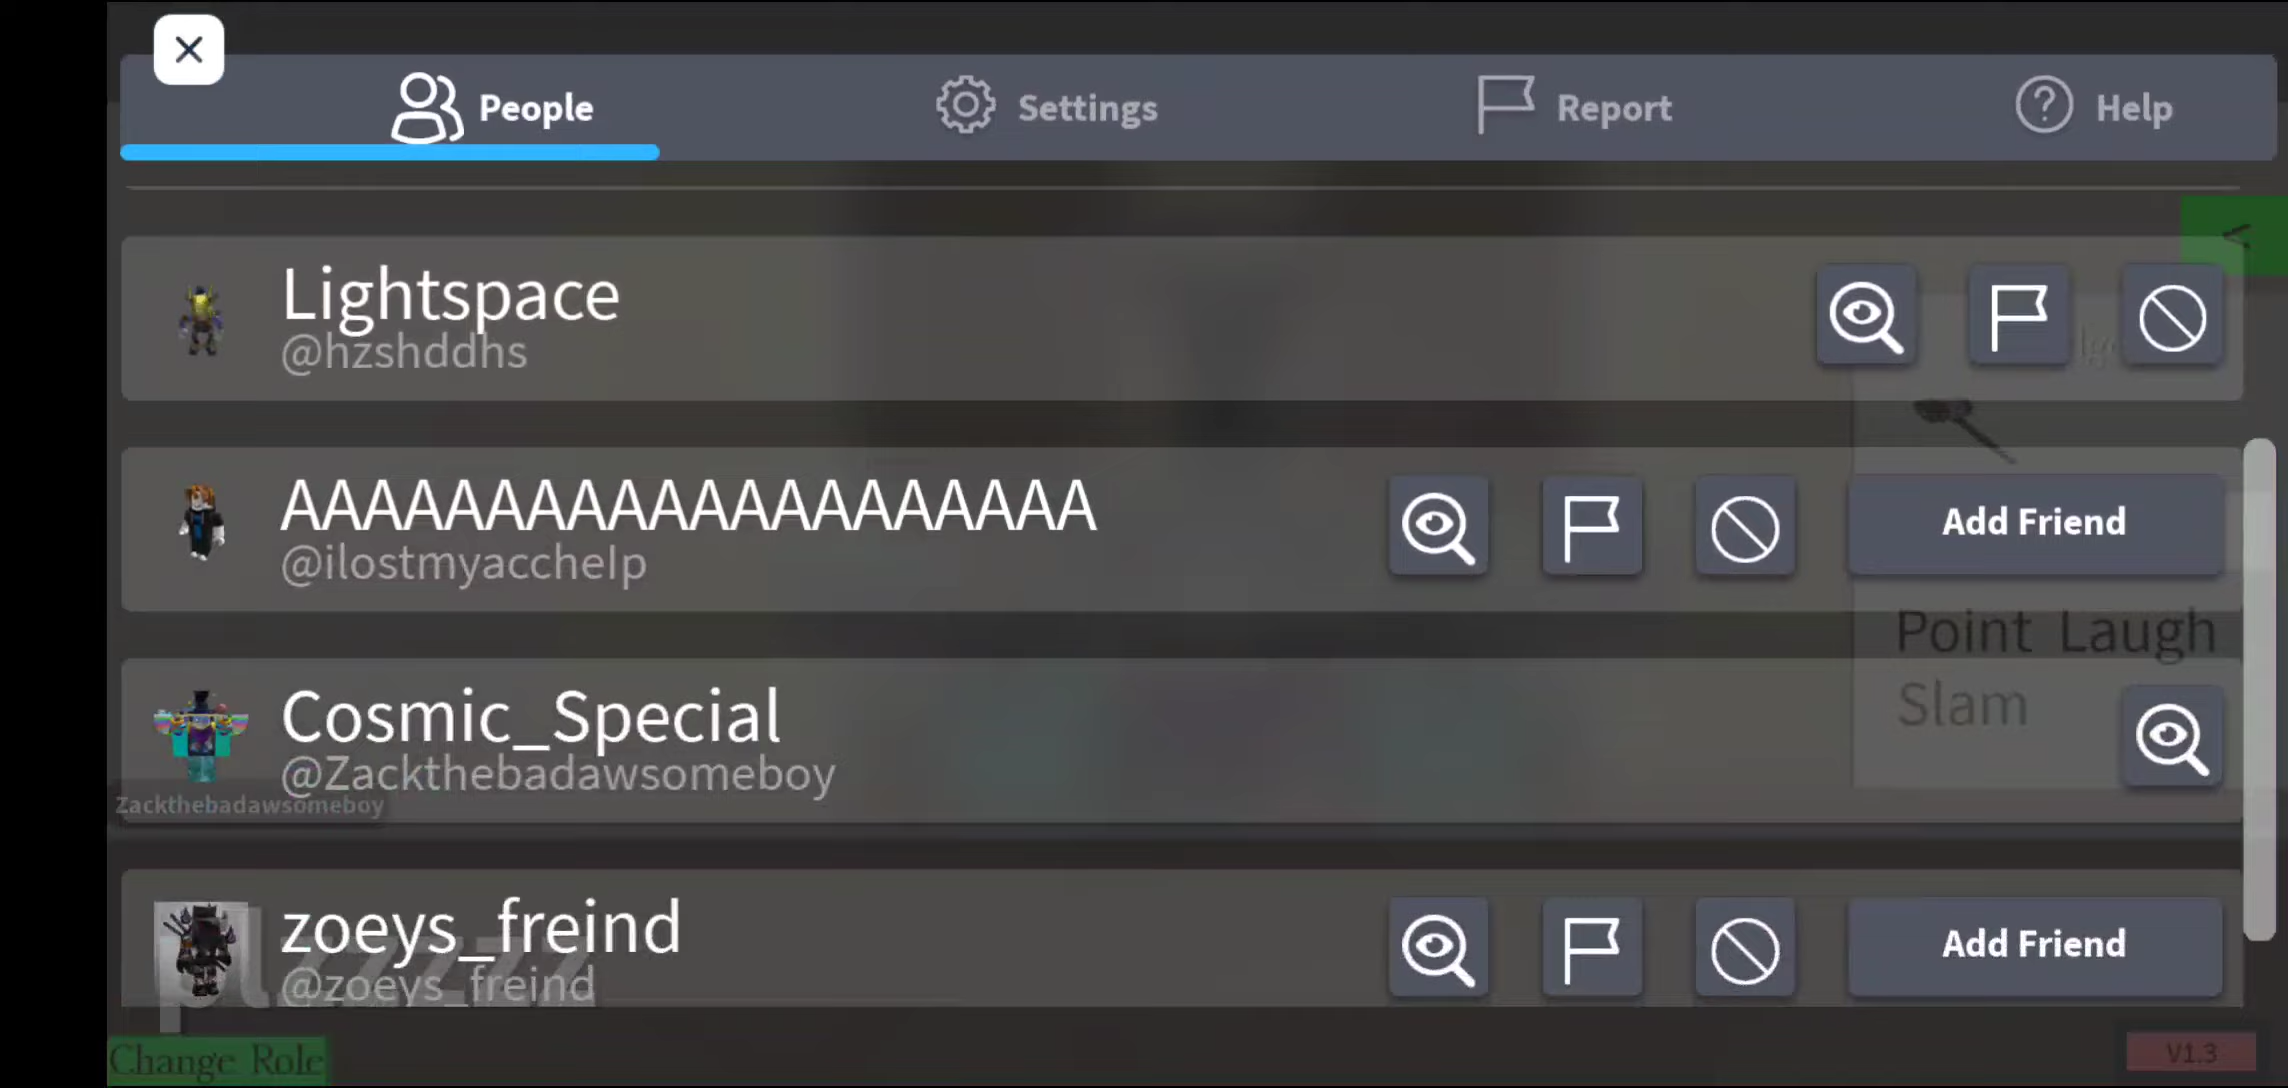 People
Settings
Report
Help
<
Lightspace
@hzshddhs
AAAAAAAAAAAAAAAAAAAA
@ilostmyacchelp
Add Friend
Point Laugh
Cosmic_Special
@Zackthebadawsomeboy
Slam
Zackthebadawsomeboy
zoeys_freind
@zoeys_freind
Add Friend
Change Role
V1.3